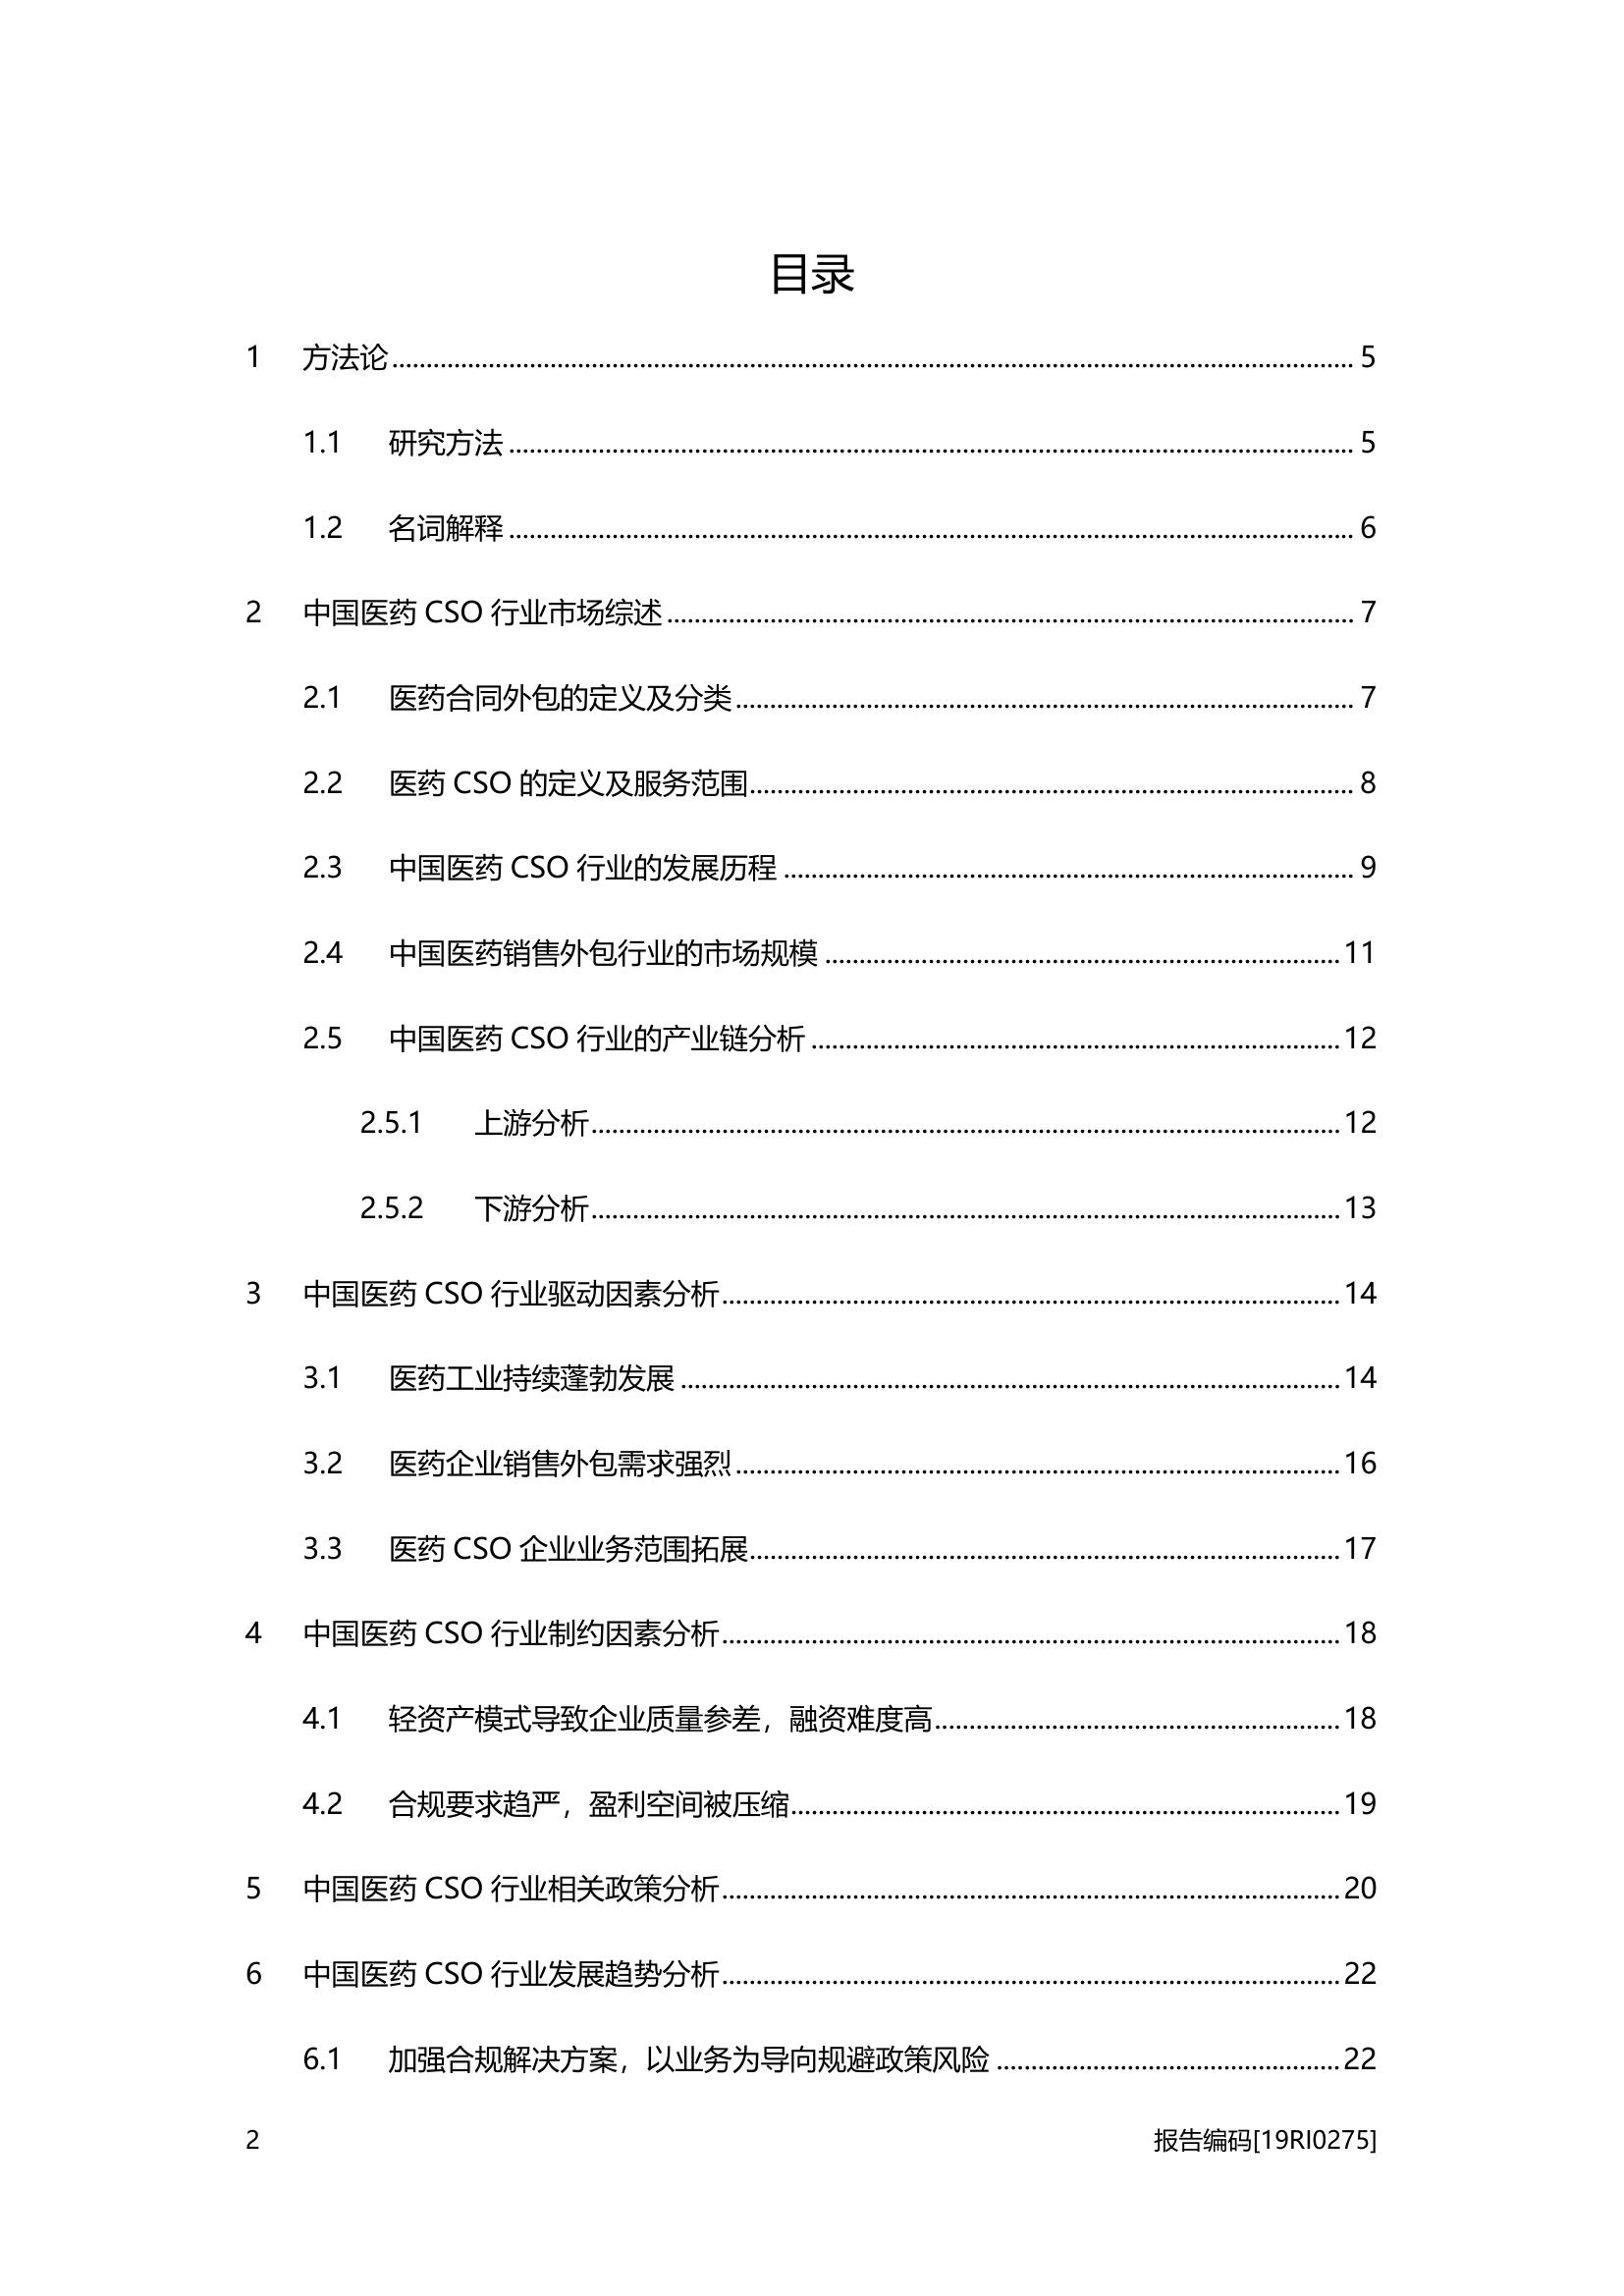 目录
1 方法论 5
1.1 研究方法 5
1.2 名词解释 6
2 中国医药 CSO 行业市场综述 7
2.1 医药合同外包的定义及分类 7
2.2 医药 CSO 的定义及服务范围 8
2.3 中国医药 CSO 行业的发展历程 9
2.4 中国医药销售外包行业的市场规模 11
2.5 中国医药 CSO 行业的产业链分析 12
2.5.1 上游分析 12
2.5.2 下游分析 13
3 中国医药 CSO 行业驱动因素分析 14
3.1 医药工业持续蓬勃发展 14
3.2 医药企业销售外包需求强烈 16
3.3 医药 CSO 企业业务范围拓展 17
4 中国医药 CSO 行业制约因素分析 18
4.1 轻资产模式导致企业质量参差，融资难度高 18
4.2 合规要求趋严，盈利空间被压缩 19
5 中国医药 CSO 行业相关政策分析 20
6 中国医药 CSO 行业发展趋势分析 22
6.1 加强合规解决方案，以业务为导向规避政策风险 22
2 报告编码[19RI0275]